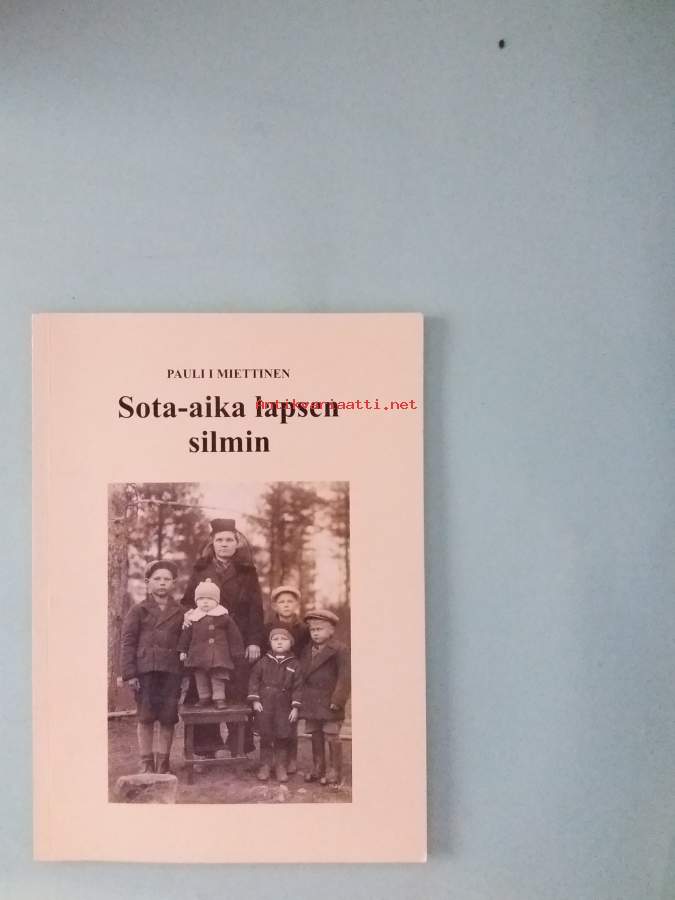 PAULI I MIETTINEN
Sota-aika lapsen
silmin
antikvariaatti.net